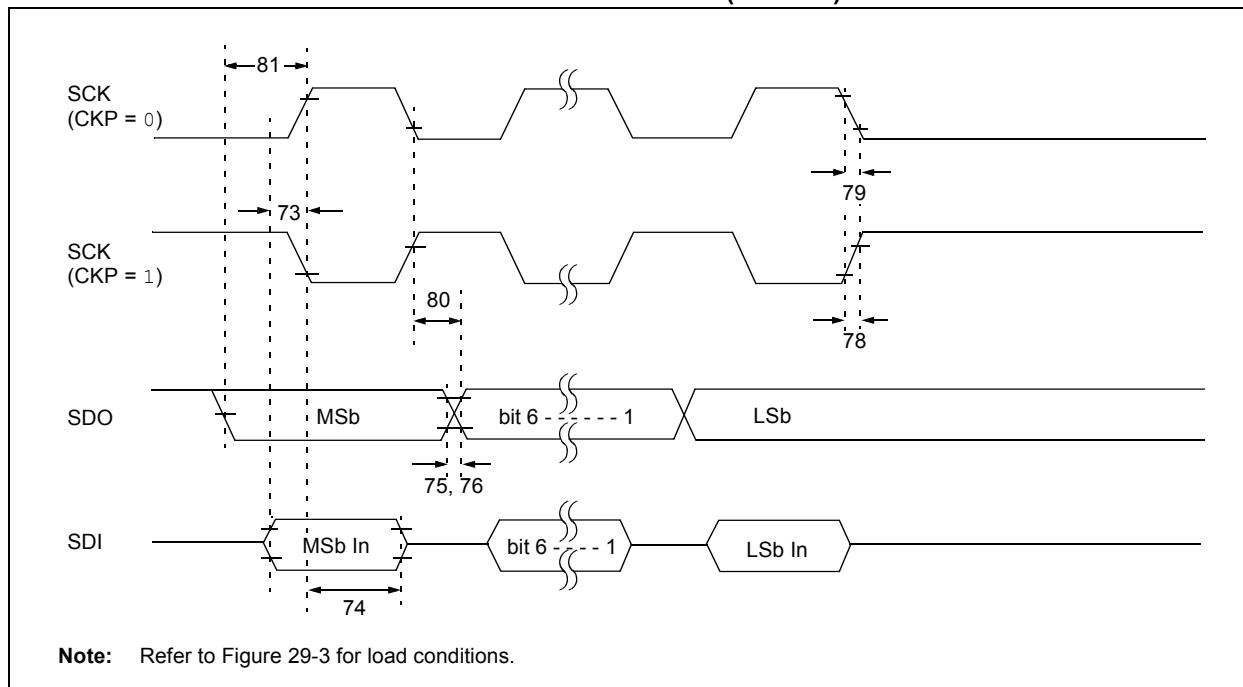 81
SCK
(CKP = 0)
79
73
SCK
(CKP = 1)
80
78
SDO
MSb
bit 6 - - - - - - 1
LSb
75, 76
SDI
MSb In
bit 6 - - - - 1
LSb In
74
Note: Refer to Figure 29-3 for load conditions.